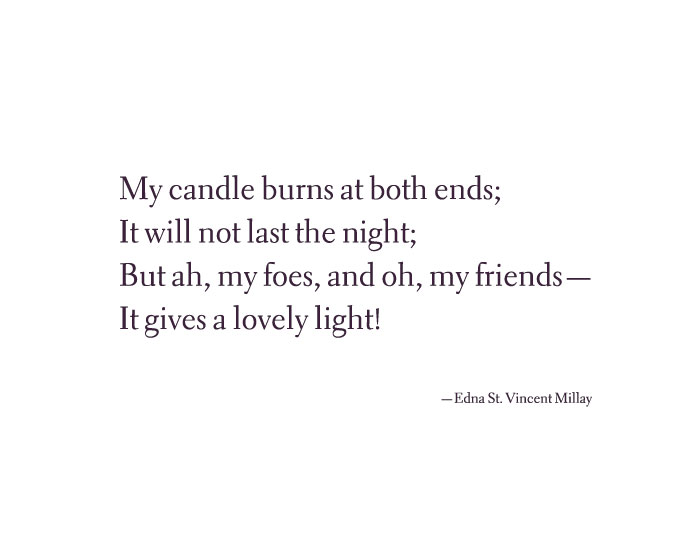 My candle burns at both ends;
It will not last the night;
But ah, my foes, and oh, my friends—
It gives a lovely light!
—Edna St. Vincent Millay